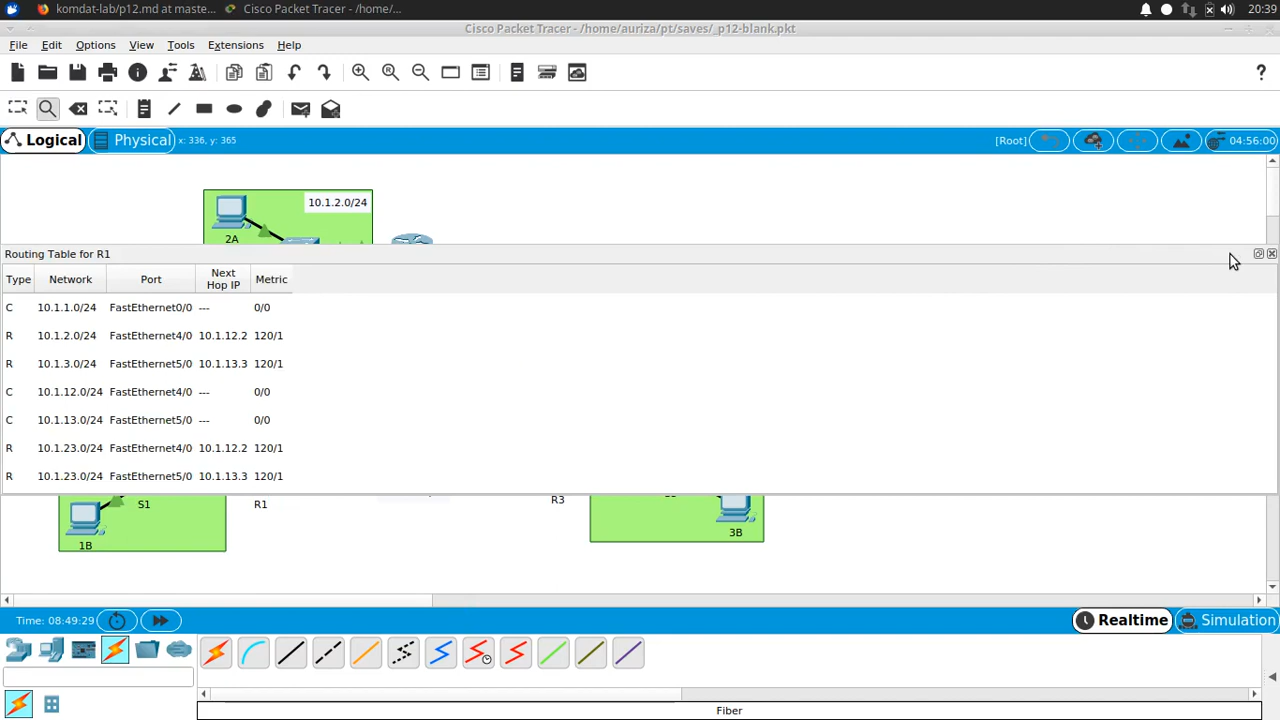 komdat-lab/p12.md at maste... Cisco Packet Tracer - /home/... 20:39
Cisco Packet Tracer - /home/auriza/pt/saves/_p12-blank.pkt
File Edit Options View Tools Extensions Help
?
Logical Physical x: 336, y: 365 [Root] 04:56:00
10.1.2.0/24
2A
Routing Table for R1
Type Network Port Next Hop IP Metric
C 10.1.1.0/24 FastEthernet0/0 --- 0/0
R 10.1.2.0/24 FastEthernet4/0 10.1.12.2 120/1
R 10.1.3.0/24 FastEthernet5/0 10.1.13.3 120/1
C 10.1.12.0/24 FastEthernet4/0 --- 0/0
C 10.1.13.0/24 FastEthernet5/0 --- 0/0
R 10.1.23.0/24 FastEthernet4/0 10.1.12.2 120/1
R 10.1.23.0/24 FastEthernet5/0 10.1.13.3 120/1
S1 R1 R3
1B 3B
Time: 08:49:29 Realtime Simulation
Fiber